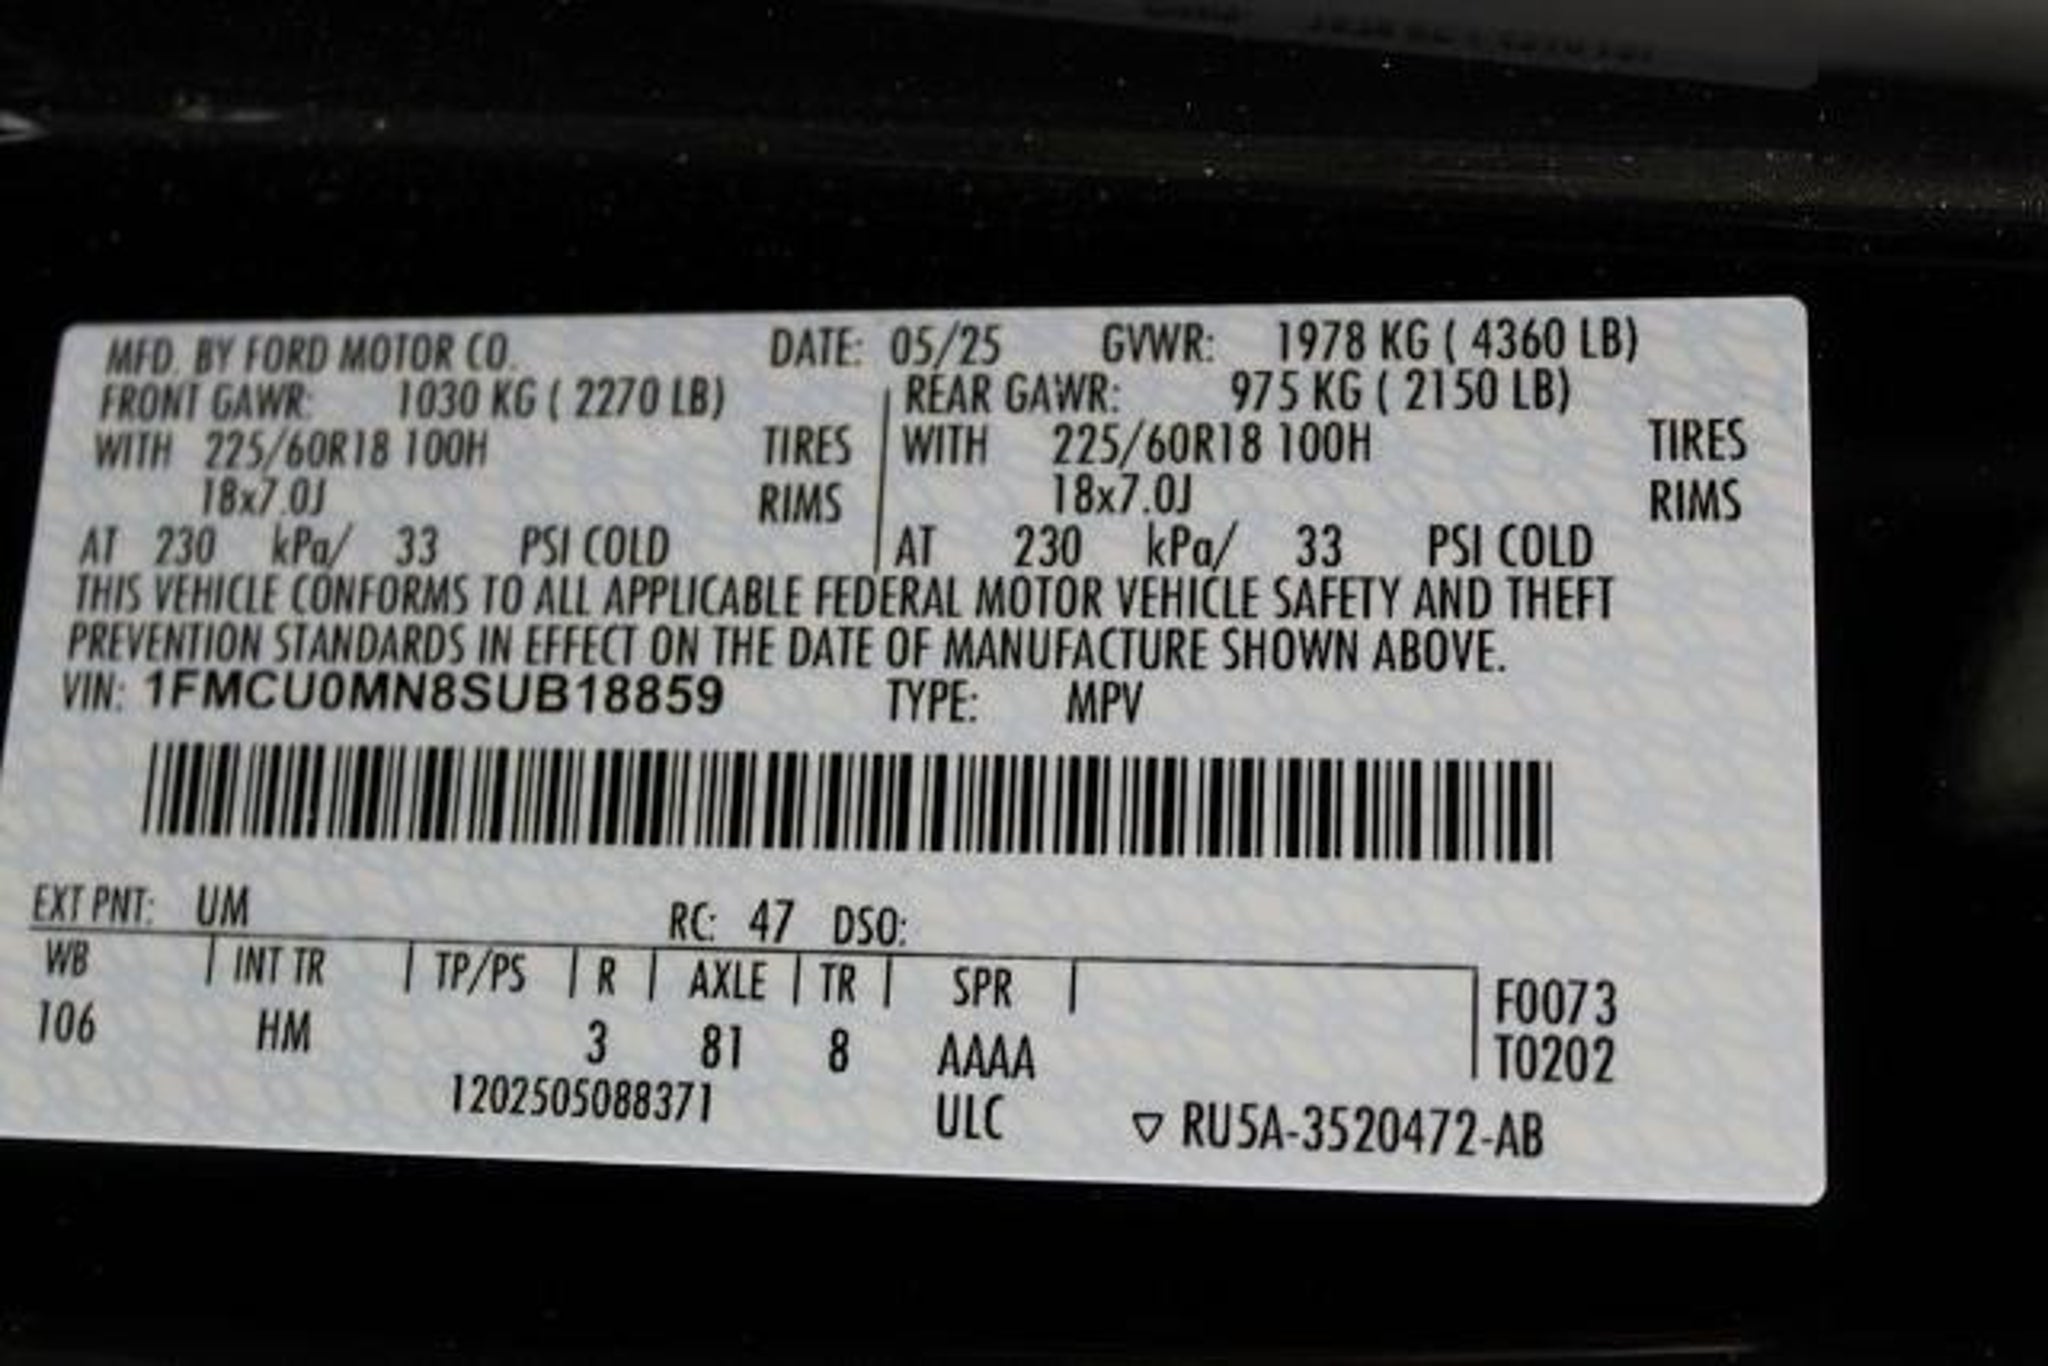 MFD. BY FORD MOTOR CO. DATE: 05/25 GVWR: 1978 KG ( 4360 LB)
FRONT GAWR: 1030 KG ( 2270 LB) REAR GAWR: 975 KG ( 2150 LB)
WITH 225/60R18 100H TIRES WITH 225/60R18 100H TIRES
18x7.0J RIMS 18x7.0J RIMS
AT 230 kPa/ 33 PSI COLD AT 230 kPa/ 33 PSI COLD
THIS VEHICLE CONFORMS TO ALL APPLICABLE FEDERAL MOTOR VEHICLE SAFETY AND THEFT
PREVENTION STANDARDS IN EFFECT ON THE DATE OF MANUFACTURE SHOWN ABOVE.
VIN: 1FMCU0MN8SUB18859 TYPE: MPV
EXT PNT: UM RC: 47 DSO:
WB INT TR TP/PS R AXLE TR SPR F0073
106 HM 3 81 8 AAAA T0202
1202505088371 ULC ▽ RU5A-3520472-AB